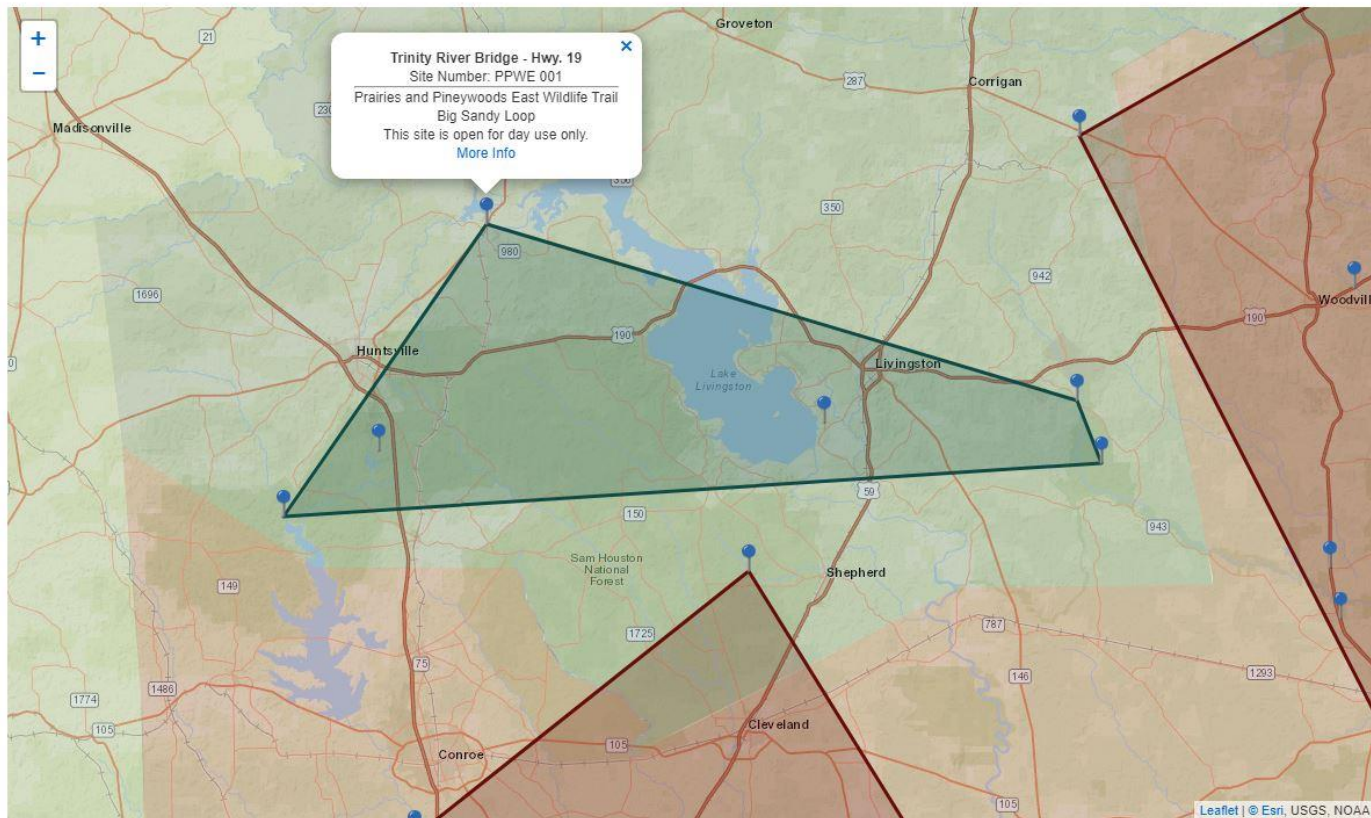 +
−
21
Groveton
×
Trinity River Bridge - Hwy. 19
Site Number: PPWE 001
Prairies and Pineywoods East Wildlife Trail
Big Sandy Loop
This site is open for day use only.
More Info
287
Corrigan
230
Madisonville
350
350
980
942
1696
190
Woodvil
190
Huntsville
Livingston
Lake
Livingston
59
150
943
Sam Houston
National
Forest
Shepherd
149
1725
787
75
146
1293
1486
1774
105
Cleveland
105
Conroe
105
Leaflet | © Esri, USGS, NOAA